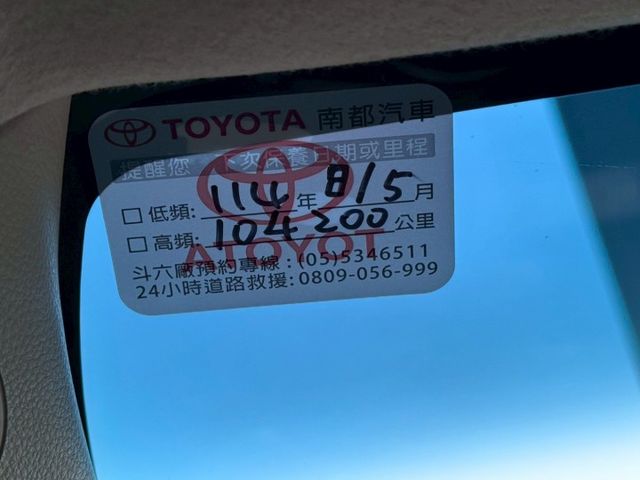 TOYOTA 南都汽車
提醒您 下次保養日期或里程
低頻: 114 年 8/5 月
高頻: 104200 公里
斗六廠預約專線: (05)5346511
24小時道路救援: 0809-056-999